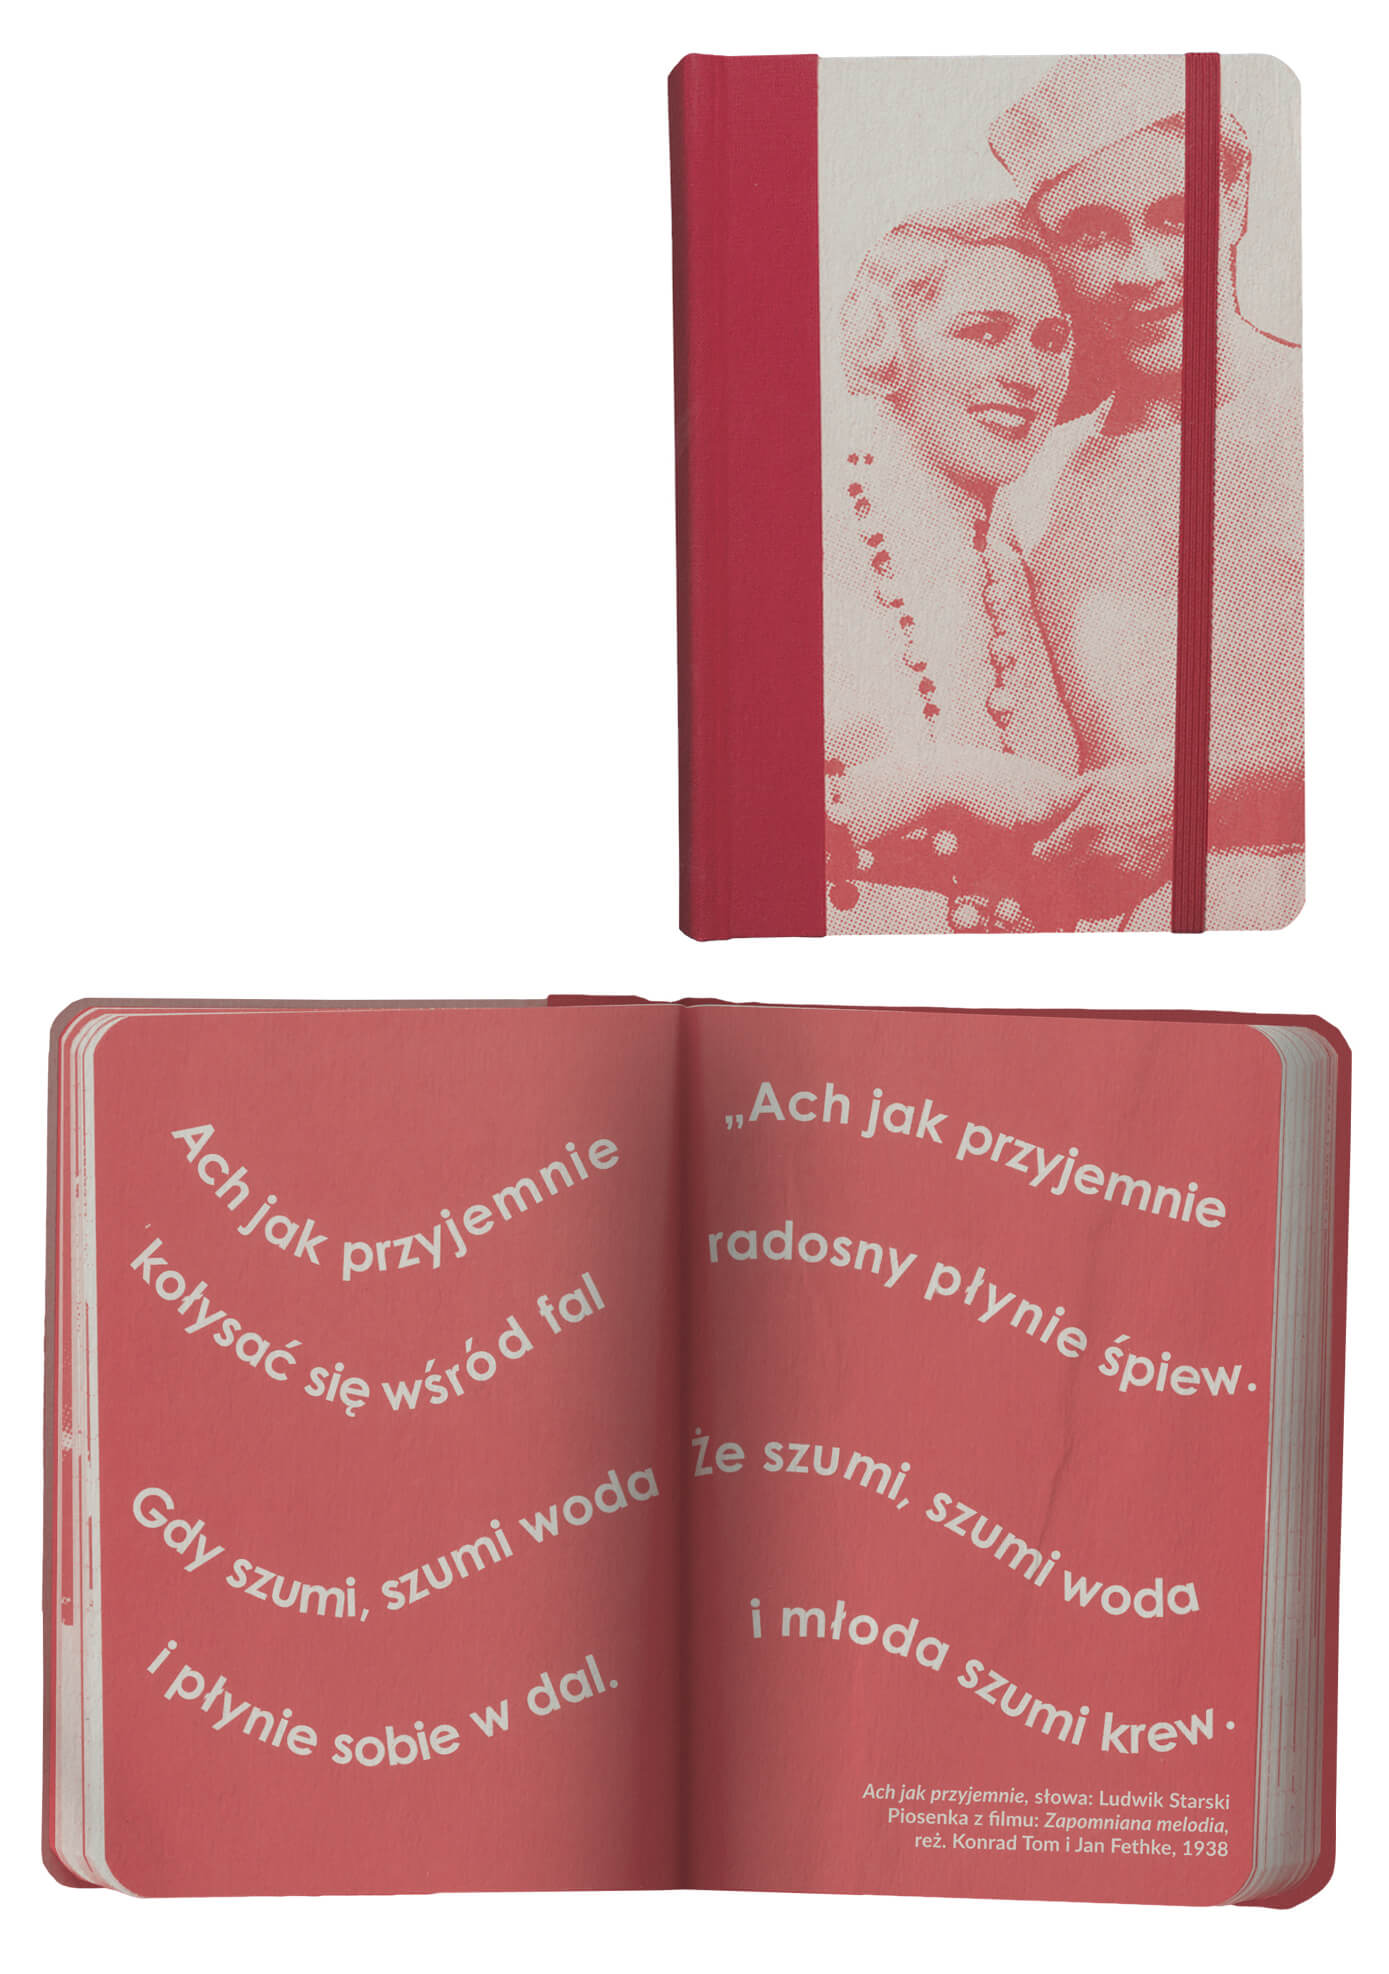 Ach jak przyjemnie
kołysać się wśród fal
Gdy szumi, szumi woda
i płynie sobie w dal.
„Ach jak przyjemnie
radosny płynie śpiew.
Że szumi, szumi woda
i młoda szumi krew.
Ach jak przyjemnie, słowa: Ludwik Starski
Piosenka z filmu: Zapomniana melodia,
reż. Konrad Tom i Jan Fethke, 1938